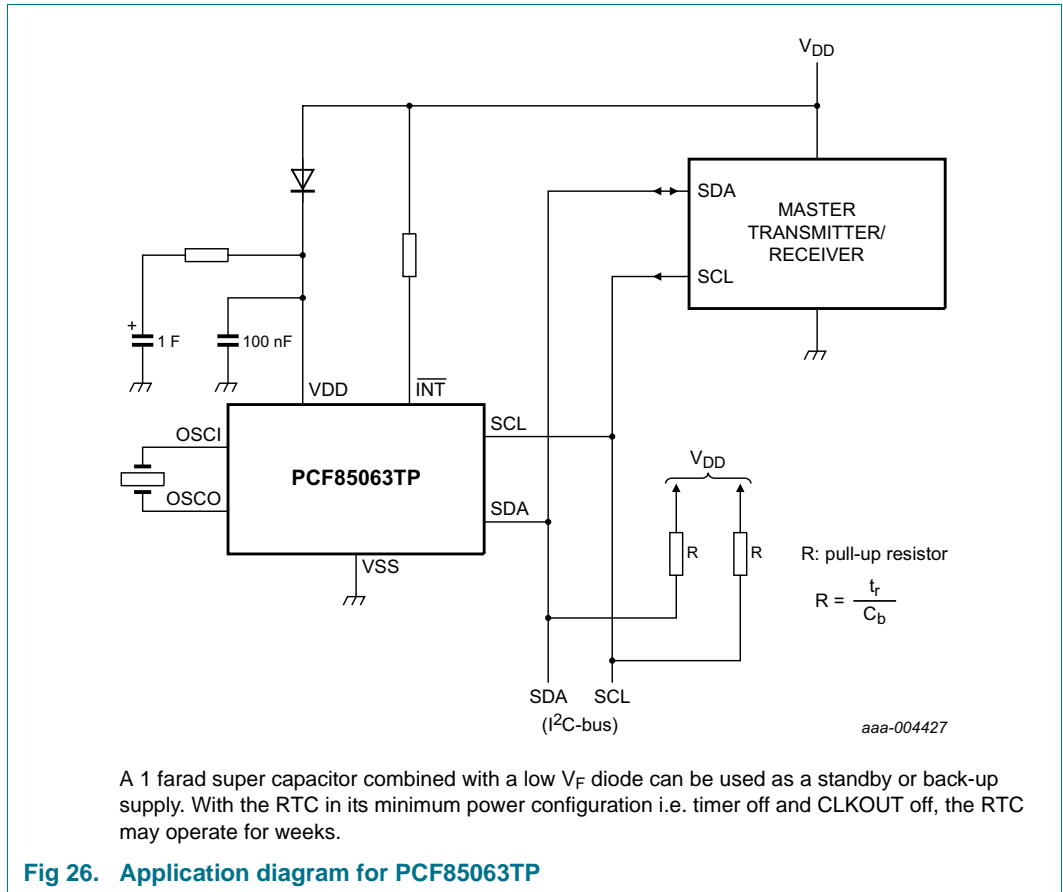 VDD
SDA
MASTER
TRANSMITTER/
RECEIVER
SCL
+
1 F
100 nF
VDD
INT
OSCI
SCL
PCF85063TP
VDD
OSCO
SDA
R
R
R: pull-up resistor
VSS
R = tr
Cb
SDA SCL
(I2C-bus)
aaa-004427
A 1 farad super capacitor combined with a low VF diode can be used as a standby or back-up
supply. With the RTC in its minimum power configuration i.e. timer off and CLKOUT off, the RTC
may operate for weeks.
Fig 26. Application diagram for PCF85063TP